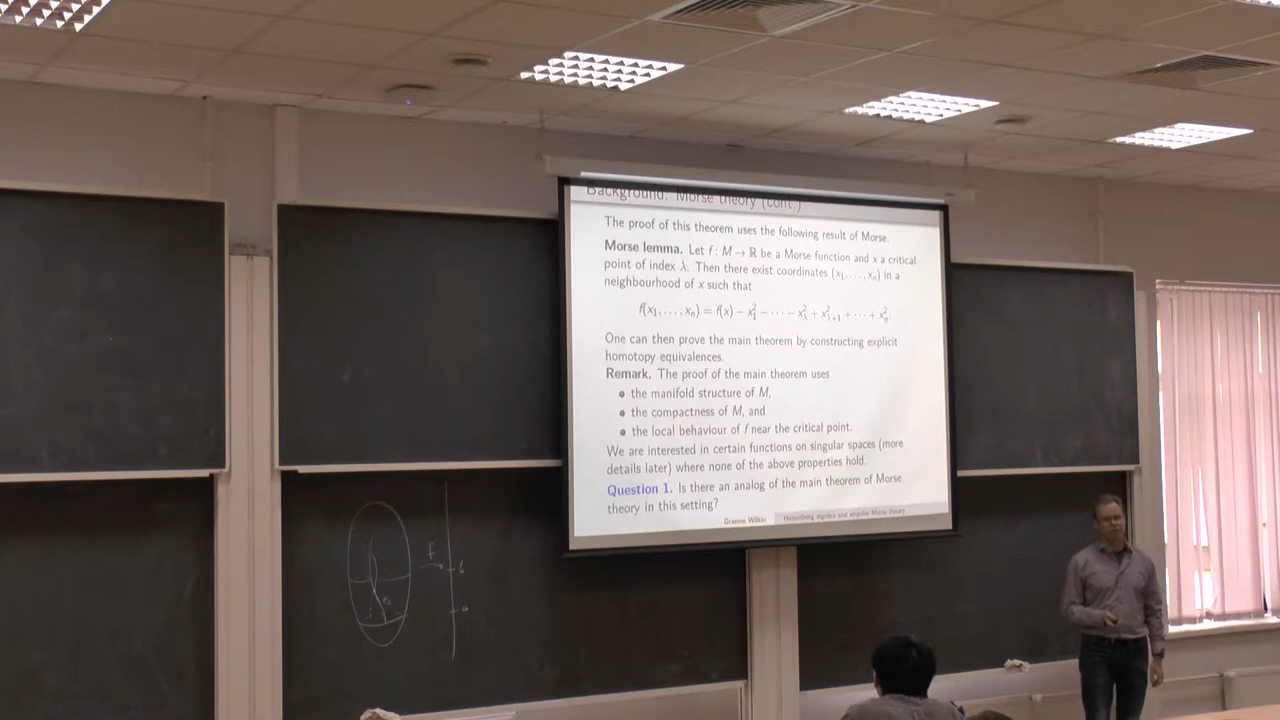 Background: Morse theory (cont.)
The proof of this theorem uses the following result of Morse.
Morse lemma. Let f: M → ℝ be a Morse function and x a critical
point of index λ. Then there exist coordinates (x₁,...,xₙ) in a
neighbourhood of x such that
f(x₁,...,xₙ) = f(x) − x₁² − ··· − x_λ² + x_{λ+1}² + ··· + xₙ².
One can then prove the main theorem by constructing explicit
homotopy equivalences.
Remark. The proof of the main theorem uses
• the manifold structure of M,
• the compactness of M, and
• the local behaviour of f near the critical point.
We are interested in certain functions on singular spaces (more
details later) where none of the above properties hold.
Question 1. Is there an analog of the main theorem of Morse
theory in this setting?
Graeme Wilkin Heisenberg algebra and singular Morse theory
f
b
a